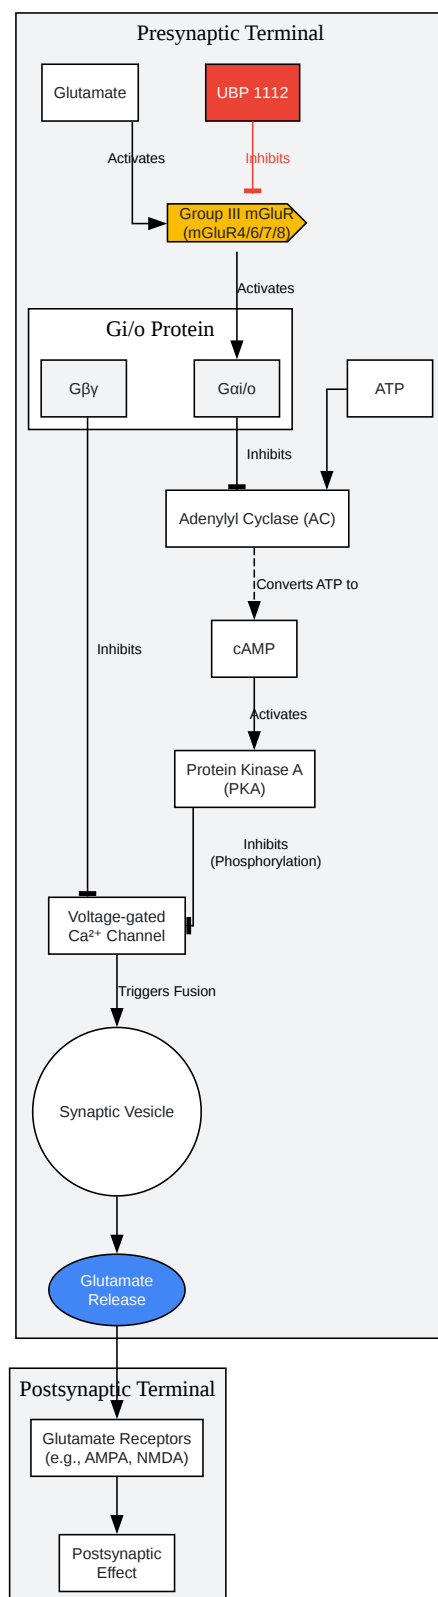 Presynaptic Terminal
Glutamate
UBP 1112
Activates
Inhibits
Group III mGluR
(mGluR4/6/7/8)
Activates
Gi/o Protein
Gβγ
Gαi/o
ATP
Inhibits
Adenylyl Cyclase (AC)
Converts ATP to
cAMP
Inhibits
Activates
Protein Kinase A
(PKA)
Inhibits
(Phosphorylation)
Voltage-gated
Ca²⁺ Channel
Triggers Fusion
Synaptic Vesicle
Glutamate
Release
Postsynaptic Terminal
Glutamate Receptors
(e.g., AMPA, NMDA)
Postsynaptic
Effect